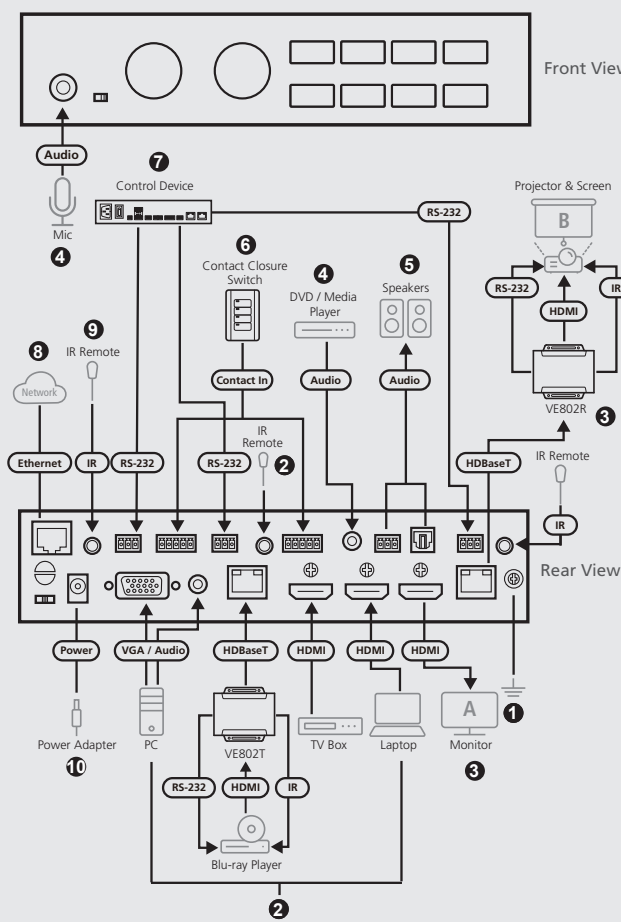 Front View
Audio
7
Control Device
Mic
4
RS-232
Projector & Screen
B
6
Contact Closure
Switch
4
DVD / Media
Player
5
Speakers
RS-232
IR
HDMI
9
IR Remote
8
Network
Contact In
Audio
Audio
VE802R
3
IR
Remote
2
Ethernet
IR
RS-232
RS-232
HDBaseT
IR Remote
IR
Rear View
Power
VGA / Audio
HDBaseT
HDMI
HDMI
HDMI
A
1
Power Adapter
10
PC
VE802T
TV Box
Laptop
Monitor
3
RS-232
HDMI
IR
Blu-ray Player
2